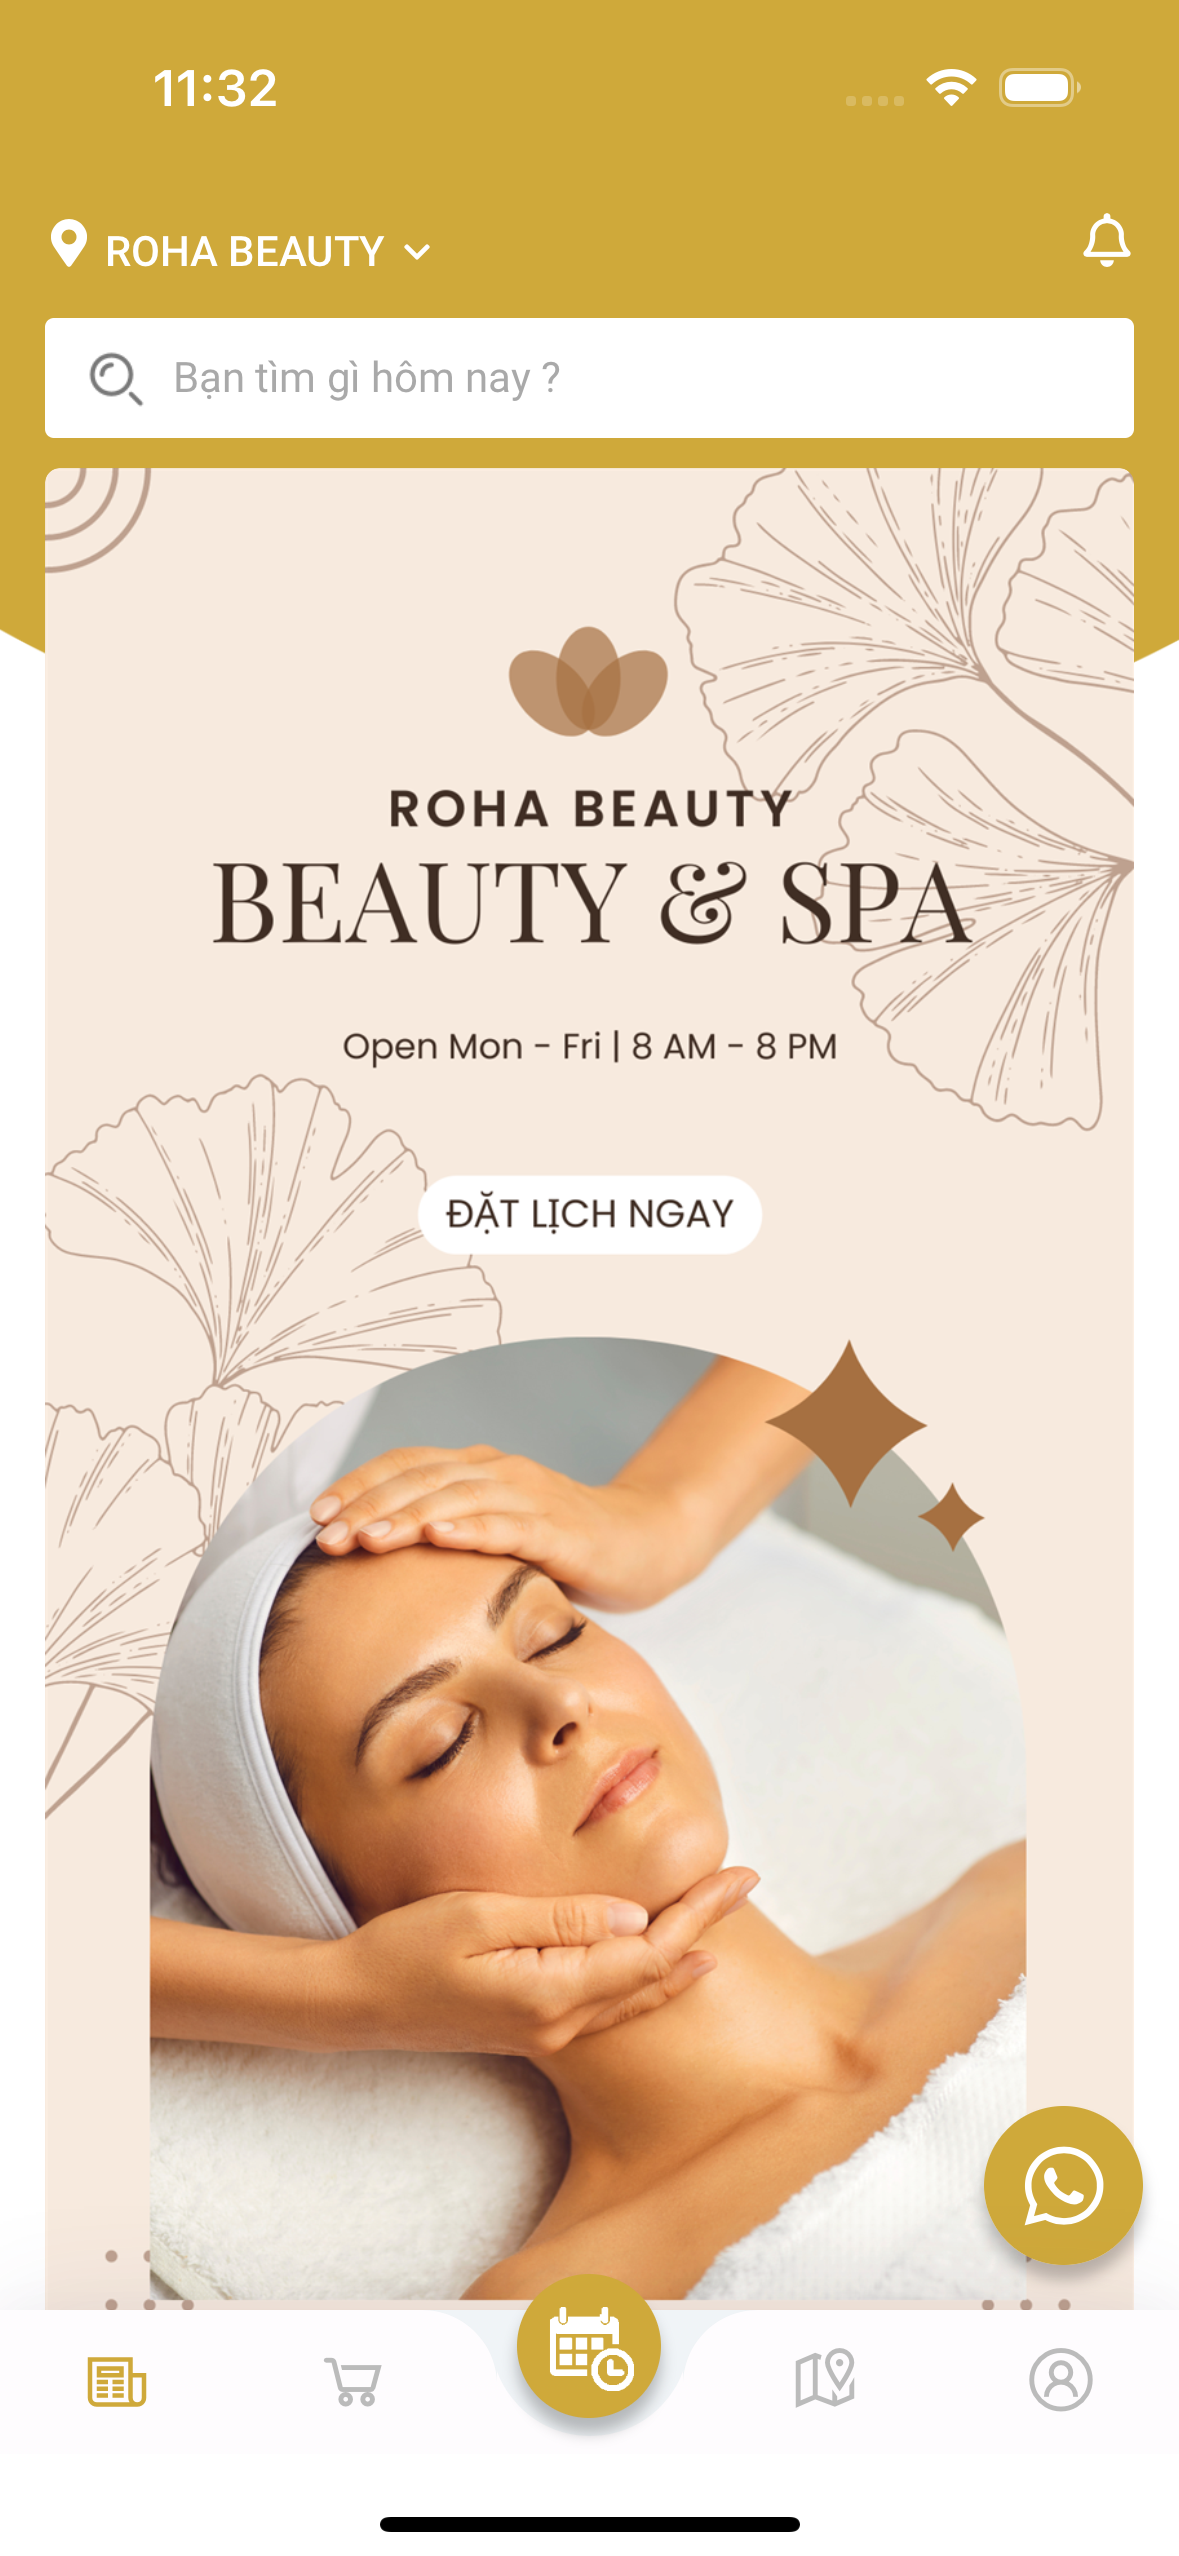 11:32
ROHA BEAUTY
Bạn tìm gì hôm nay ?
ROHA BEAUTY
BEAUTY & SPA
Open Mon - Fri | 8 AM - 8 PM
ĐẶT LỊCH NGAY